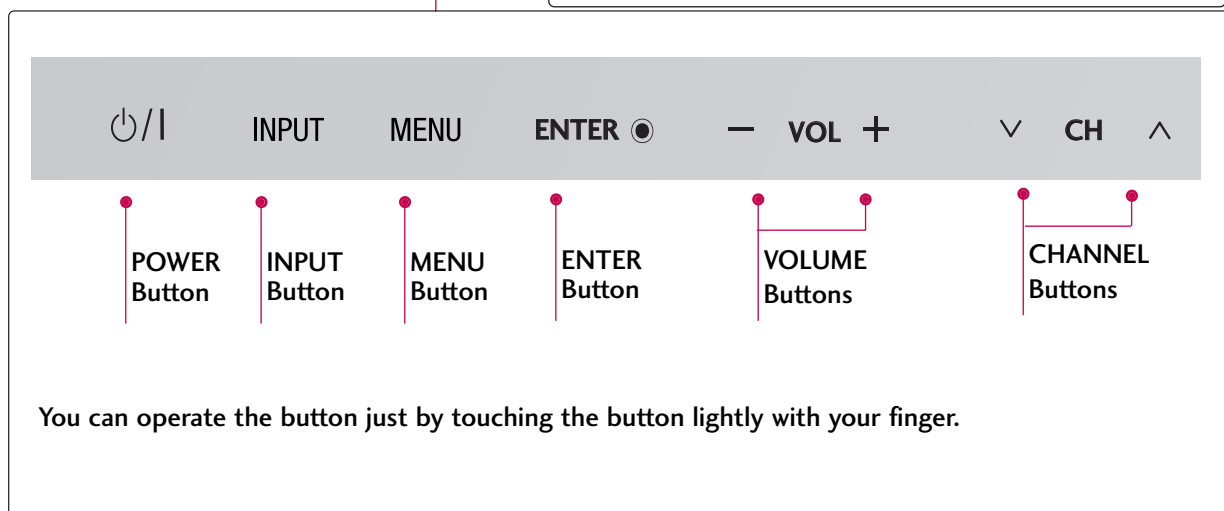 ⏻/I INPUT MENU ENTER ◉ − VOL + ∨ CH ∧
POWER
Button
INPUT
Button
MENU
Button
ENTER
Button
VOLUME
Buttons
CHANNEL
Buttons
You can operate the button just by touching the button lightly with your finger.